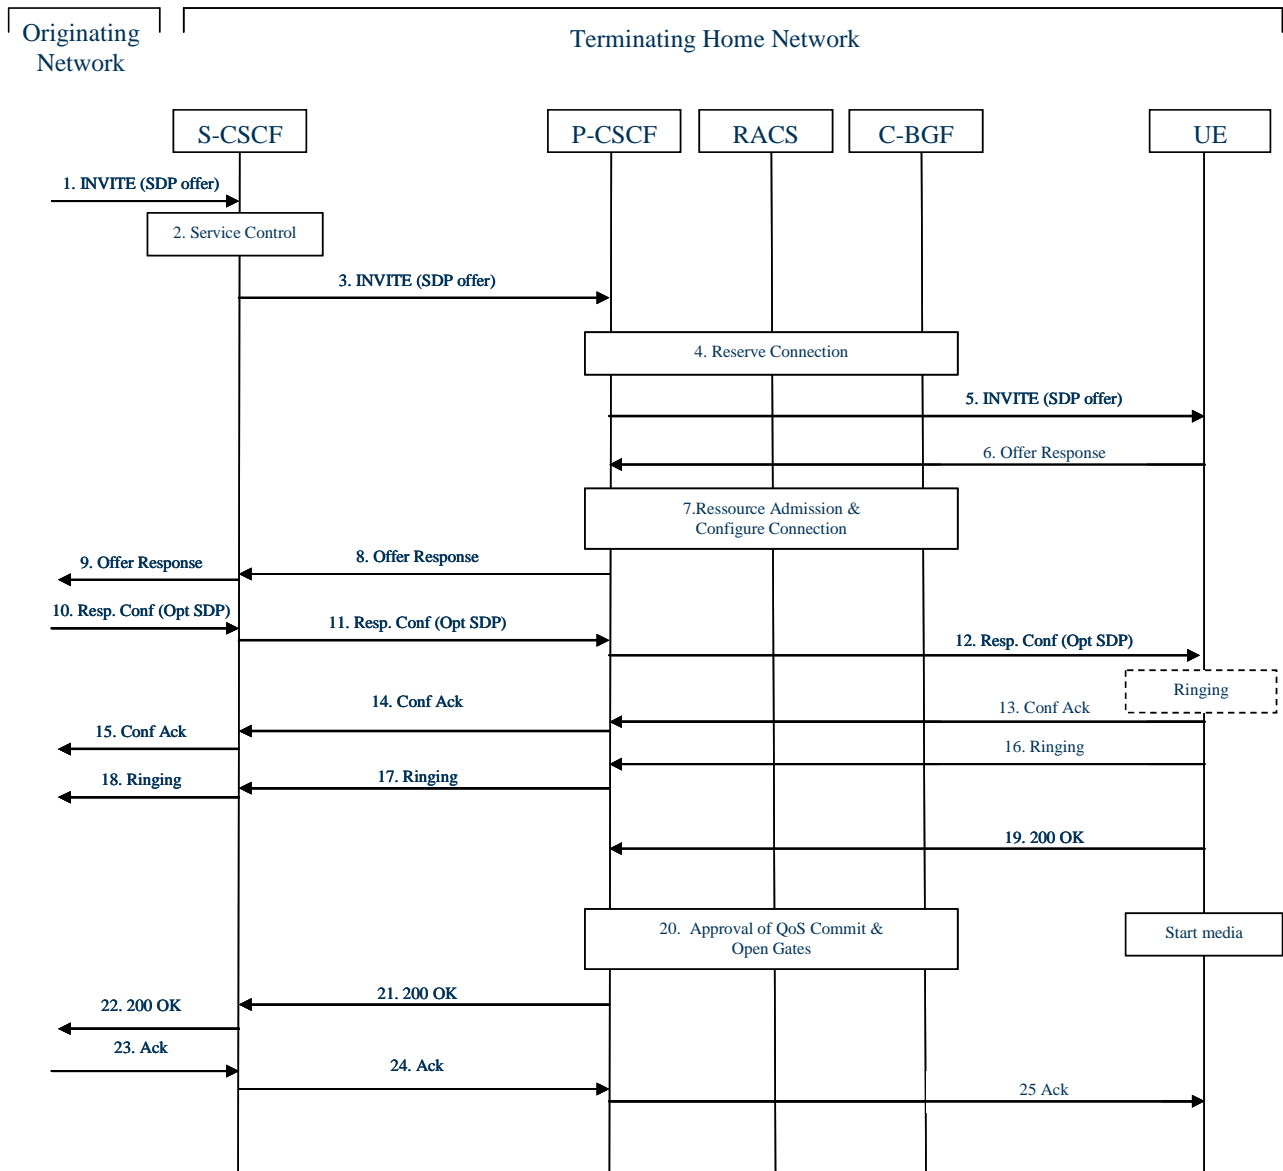 Originating
Network
Terminating Home Network
S-CSCF
P-CSCF
RACS
C-BGF
UE
1. INVITE (SDP offer)
2. Service Control
3. INVITE (SDP offer)
4. Reserve Connection
5. INVITE (SDP offer)
6. Offer Response
7.Ressource Admission &
Configure Connection
8. Offer Response
9. Offer Response
10. Resp. Conf (Opt SDP)
11. Resp. Conf (Opt SDP)
12. Resp. Conf (Opt SDP)
Ringing
13. Conf Ack
14. Conf Ack
15. Conf Ack
16. Ringing
17. Ringing
18. Ringing
19. 200 OK
20. Approval of QoS Commit &
Open Gates
Start media
21. 200 OK
22. 200 OK
23. Ack
24. Ack
25 Ack